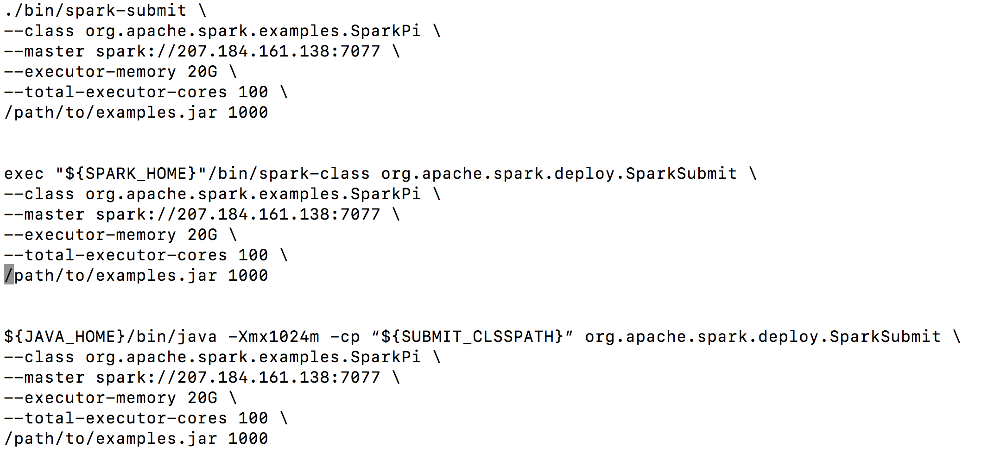 ./bin/spark-submit \
--class org.apache.spark.examples.SparkPi \
--master spark://207.184.161.138:7077 \
--executor-memory 20G \
--total-executor-cores 100 \
/path/to/examples.jar 1000
exec "${SPARK_HOME}"/bin/spark-class org.apache.spark.deploy.SparkSubmit \
--class org.apache.spark.examples.SparkPi \
--master spark://207.184.161.138:7077 \
--executor-memory 20G \
--total-executor-cores 100 \
/path/to/examples.jar 1000
${JAVA_HOME}/bin/java -Xmx1024m -cp “${SUBMIT_CLSSPATH}” org.apache.spark.deploy.SparkSubmit \
--class org.apache.spark.examples.SparkPi \
--master spark://207.184.161.138:7077 \
--executor-memory 20G \
--total-executor-cores 100 \
/path/to/examples.jar 1000